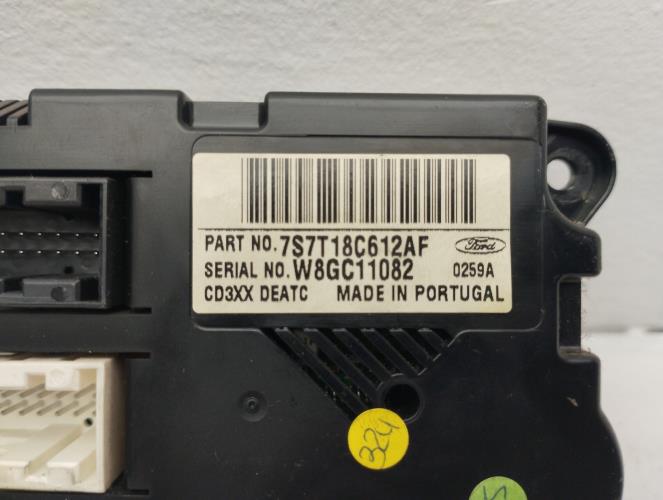 PART NO. 7S7T18C612AF
Ford
SERIAL NO. W8GC11082 0259A
CD3XX DEATC MADE IN PORTUGAL
324